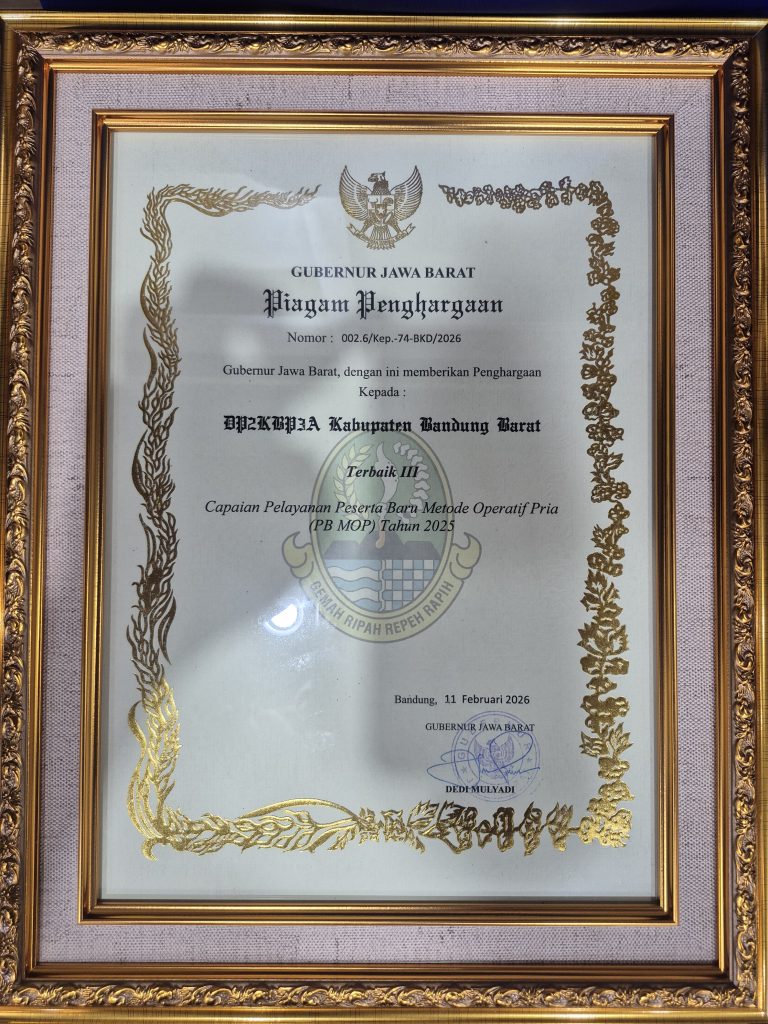 GUBERNUR JAWA BARAT
Piagam Penghargaan
Nomor : 002.6/Kep.-74-BKD/2026
Gubernur Jawa Barat, dengan ini memberikan Penghargaan
Kepada :
DP2KBP3A Kabupaten Bandung Barat
Terbaik III
Capaian Pelayanan Peserta Baru Metode Operatif Pria
(PB MOP) Tahun 2025
GEMAH RIPAH REPEH RAPIH
Bandung, 11 Februari 2026
GUBERNUR JAWA BARAT
DEDI MULYADI